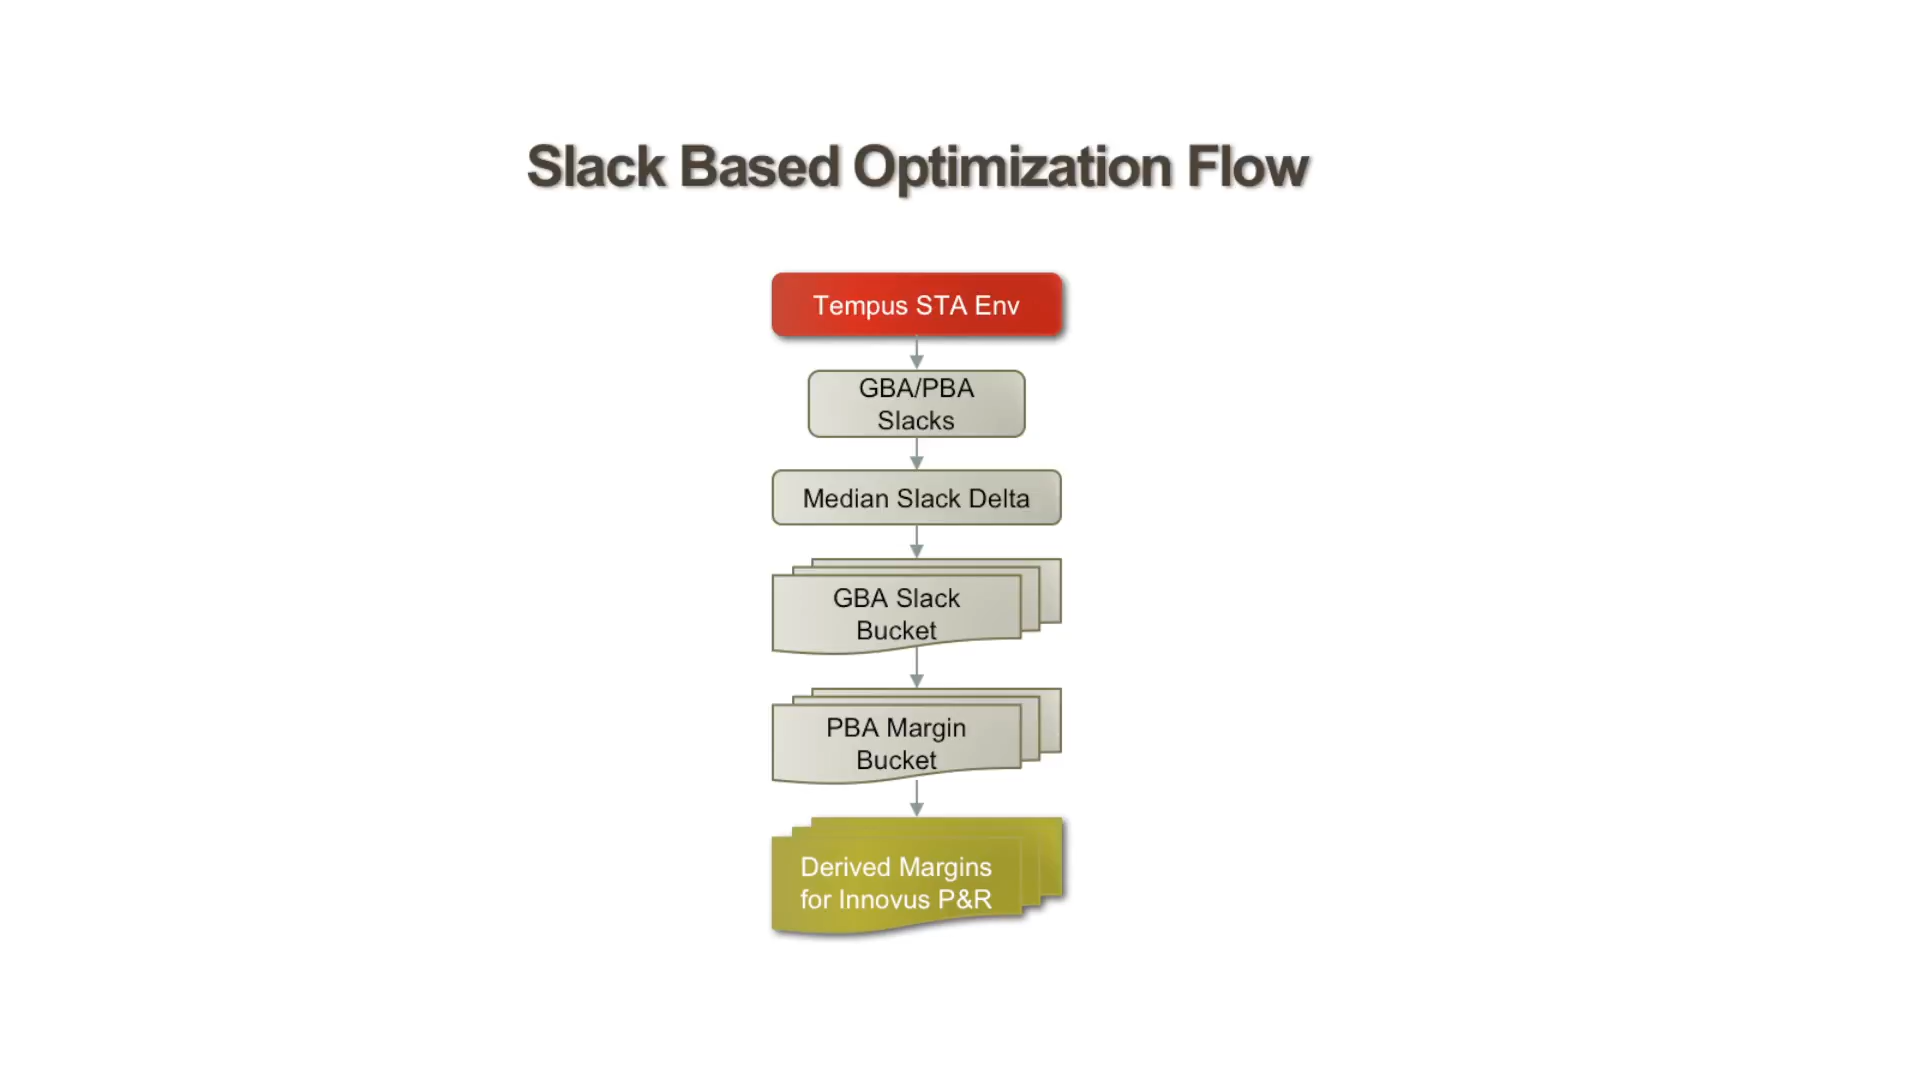 Slack Based Optimization Flow
Tempus STA Env
GBA/PBA
Slacks
Median Slack Delta
GBA Slack
Bucket
PBA Margin
Bucket
Derived Margins
for Innovus P&R